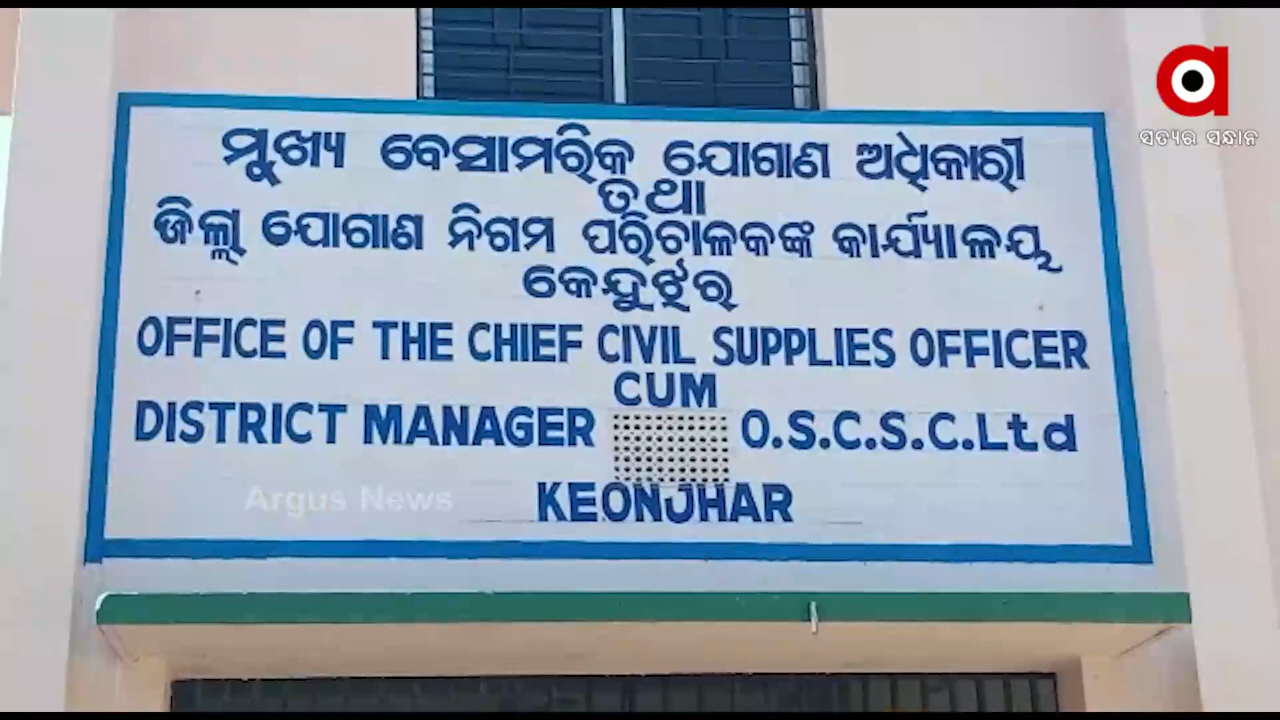 ମୁଖ୍ୟ ବେସାମରିକ ଯୋଗାଣ ଅଧିକାରୀ
ତଥା
ଜିଲ୍ଲା ଯୋଗାଣ ନିଗମ ପରିଚାଳକଙ୍କ କାର୍ଯ୍ୟାଳୟ
କେନ୍ଦୁଝର
OFFICE OF THE CHIEF CIVIL SUPPLIES OFFICER
CUM
DISTRICT MANAGER O.S.C.S.C.Ltd
KEONJHAR
Argus News
a
ସତ୍ୟର ସନ୍ଧାନ